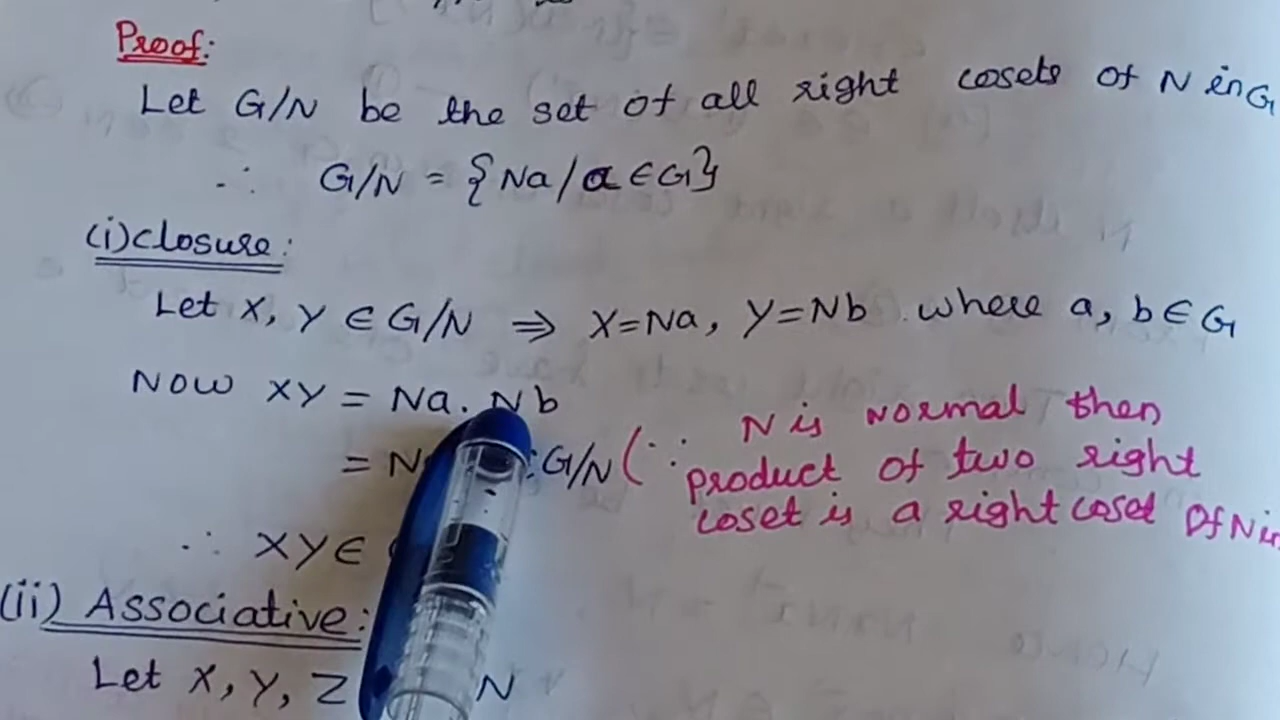 Proof:
Let G/N be the set of all right cosets of N in G
∴ G/N = {Na/a∈G}
(i) closure:
Let X, Y ∈ G/N ⇒ X=Na, Y=Nb where a, b∈G
Now XY = Na. Nb
= N G/N (∵ N is normal then
product of two right
coset is a right coset of N in
∴ XY∈
(ii) Associative:
Let X, Y, Z N